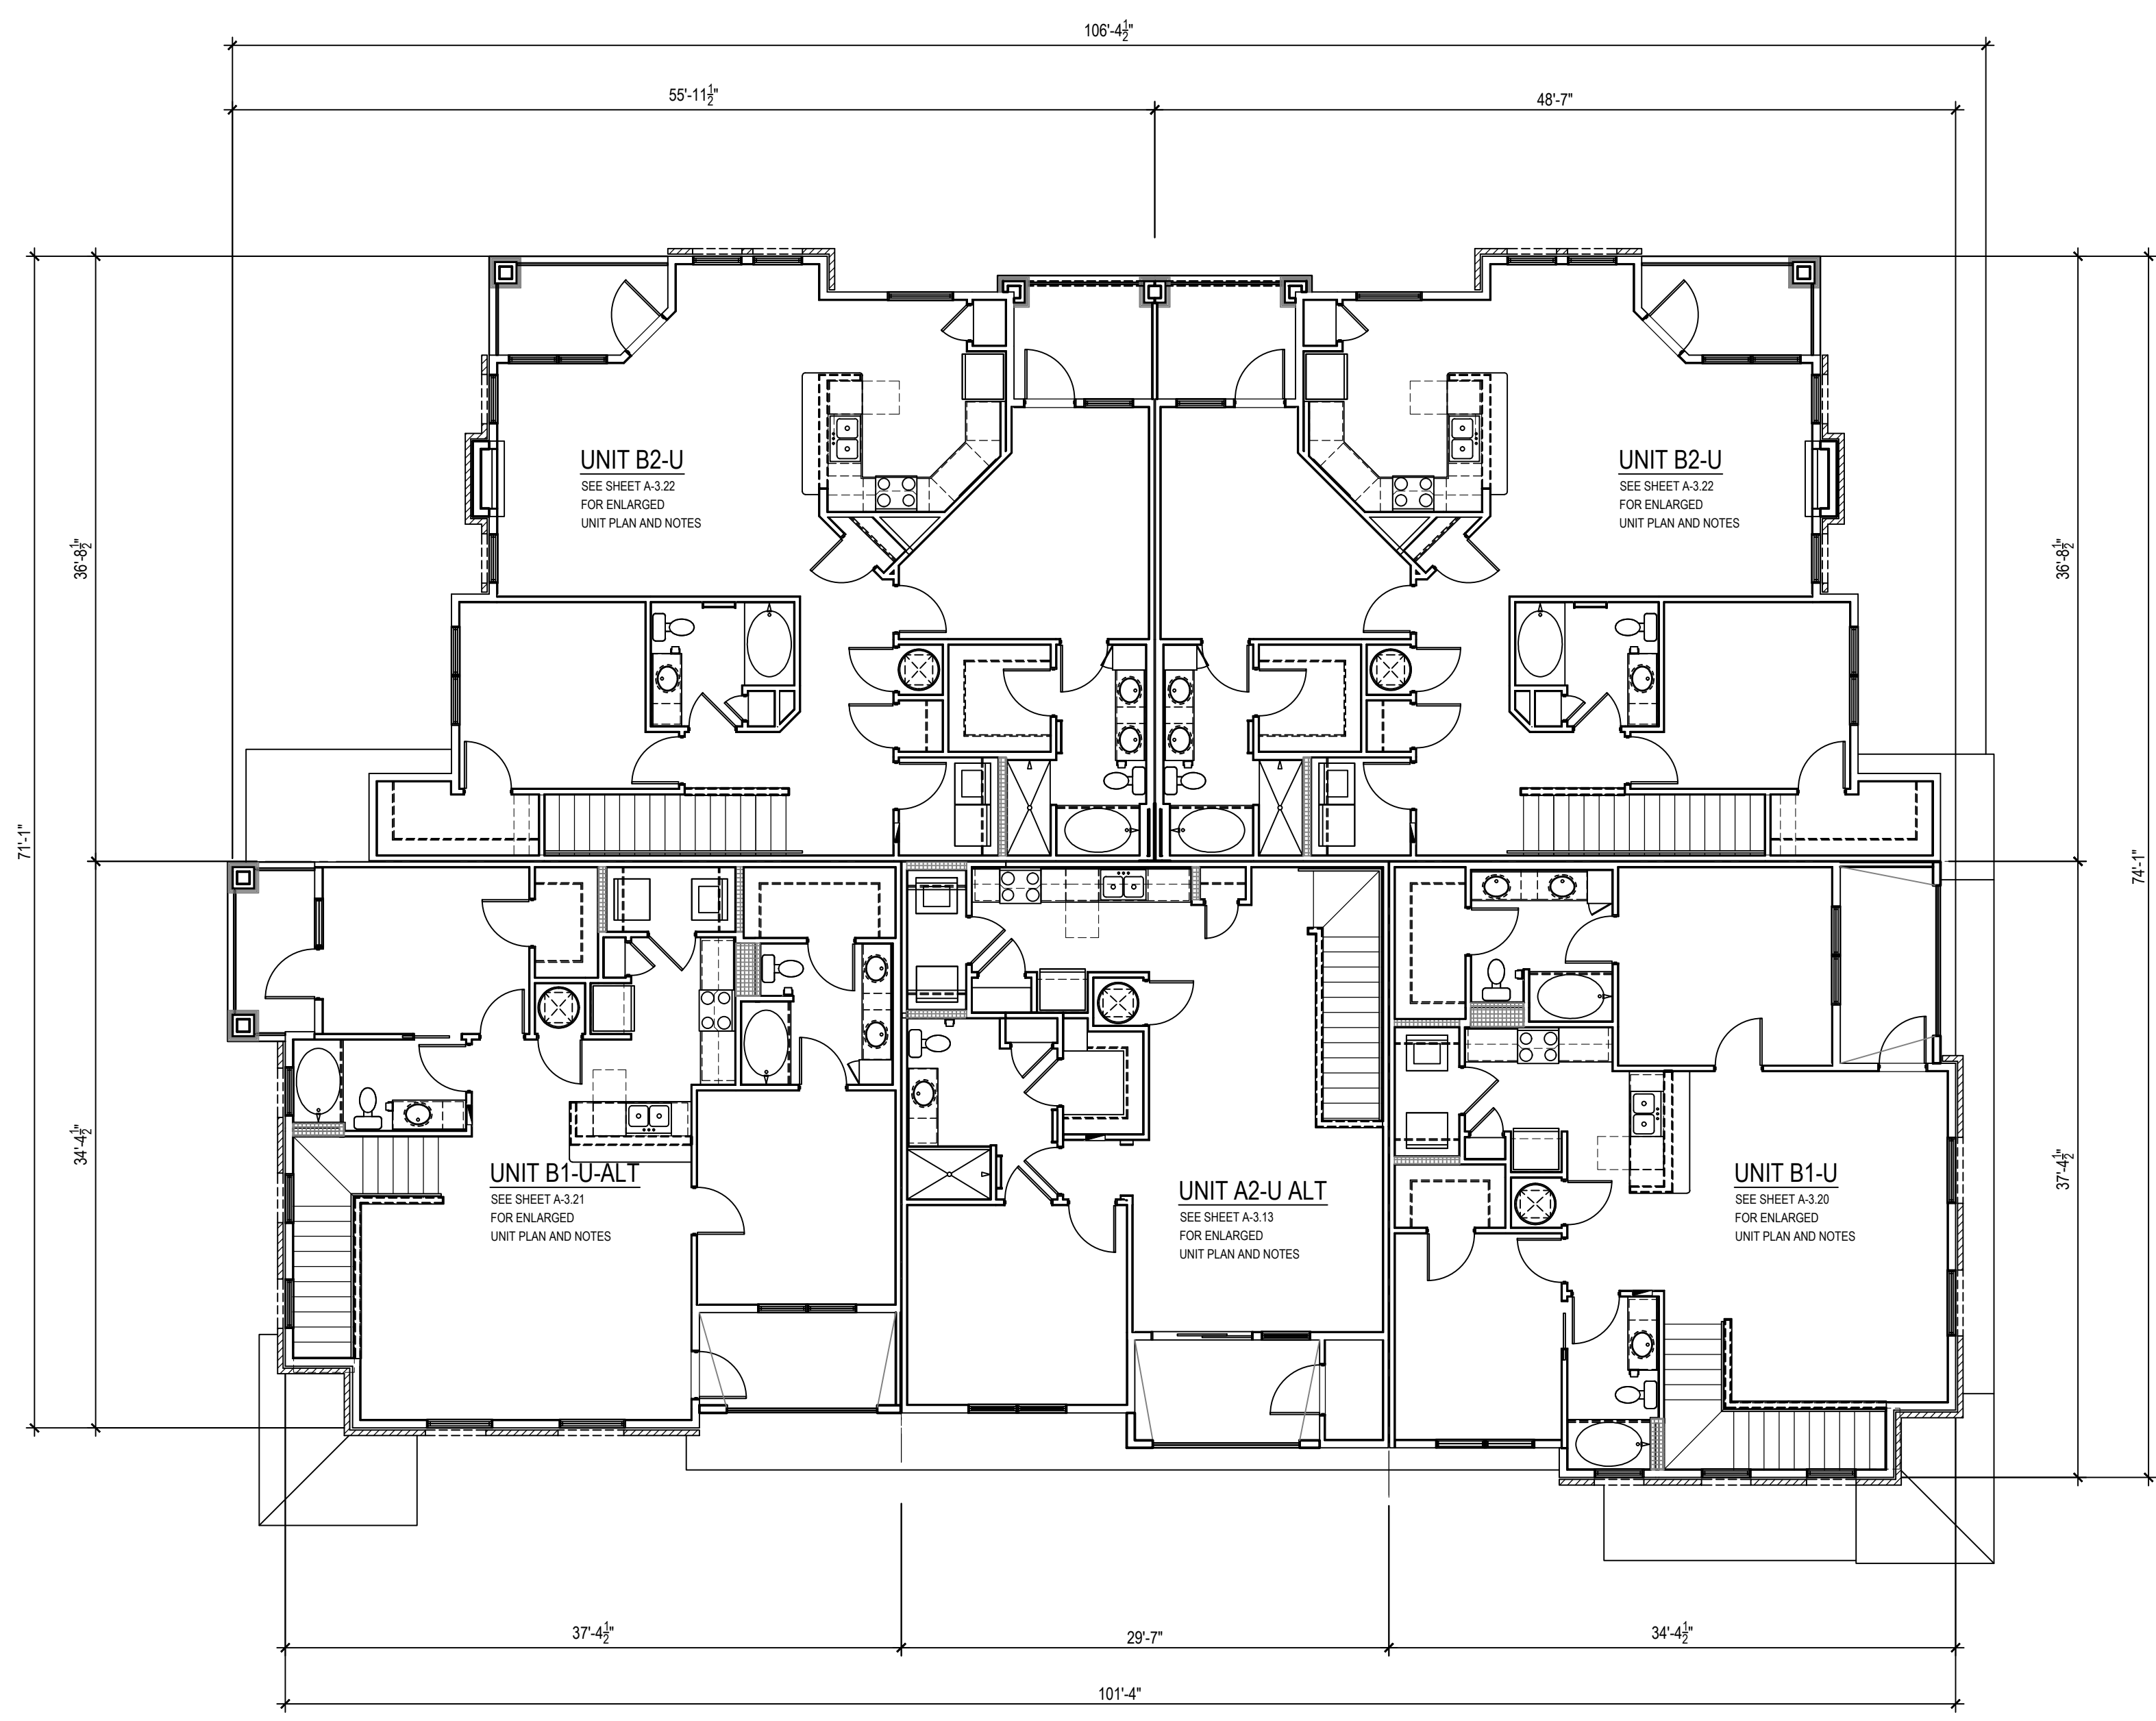 106'-4½"
55'-11½"
48'-7"
UNIT B2-U
SEE SHEET A-3.22
FOR ENLARGED
UNIT PLAN AND NOTES
UNIT B2-U
SEE SHEET A-3.22
FOR ENLARGED
UNIT PLAN AND NOTES
36'-8½"
36'-8½"
71'-1"
74'-1"
34'-4½"
37'-4½"
UNIT B1-U-ALT
SEE SHEET A-3.21
FOR ENLARGED
UNIT PLAN AND NOTES
UNIT A2-U ALT
SEE SHEET A-3.13
FOR ENLARGED
UNIT PLAN AND NOTES
UNIT B1-U
SEE SHEET A-3.20
FOR ENLARGED
UNIT PLAN AND NOTES
37'-4½"
29'-7"
34'-4½"
101'-4"